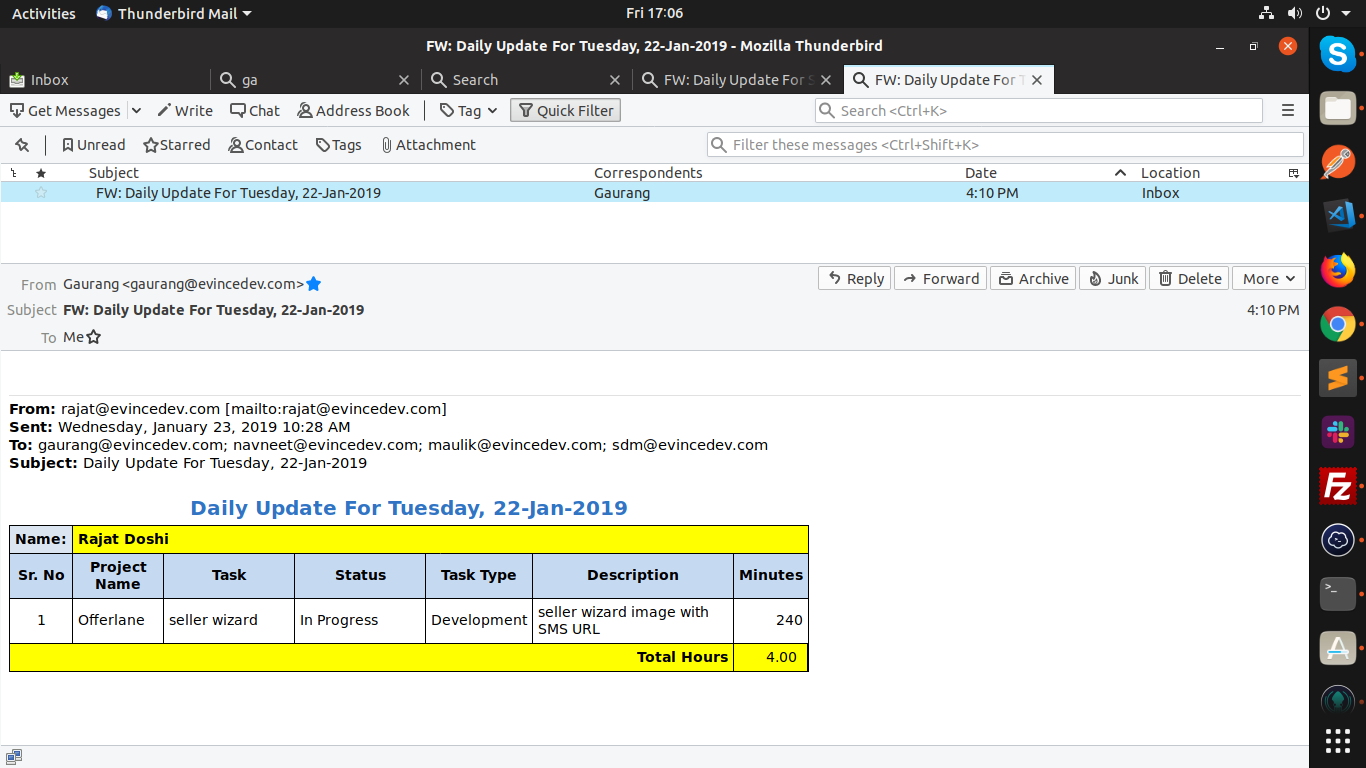 Activities Thunderbird Mail Fri 17:06
FW: Daily Update For Tuesday, 22-Jan-2019 - Mozilla Thunderbird
Inbox ga Search FW: Daily Update For S FW: Daily Update For T
Get Messages Write Chat Address Book Tag Quick Filter Search <Ctrl+K>
Unread Starred Contact Tags Attachment Filter these messages <Ctrl+Shift+K>
Subject Correspondents Date Location
FW: Daily Update For Tuesday, 22-Jan-2019 Gaurang 4:10 PM Inbox
From Gaurang <gaurang@evincedev.com> Reply Forward Archive Junk Delete More
Subject FW: Daily Update For Tuesday, 22-Jan-2019 4:10 PM
To Me
From: rajat@evincedev.com [mailto:rajat@evincedev.com]
Sent: Wednesday, January 23, 2019 10:28 AM
To: gaurang@evincedev.com; navneet@evincedev.com; maulik@evincedev.com; sdm@evincedev.com
Subject: Daily Update For Tuesday, 22-Jan-2019
Daily Update For Tuesday, 22-Jan-2019
Name: Rajat Doshi
Sr. No Project Name Task Status Task Type Description Minutes
1 Offerlane seller wizard In Progress Development seller wizard image with SMS URL 240
Total Hours 4.00